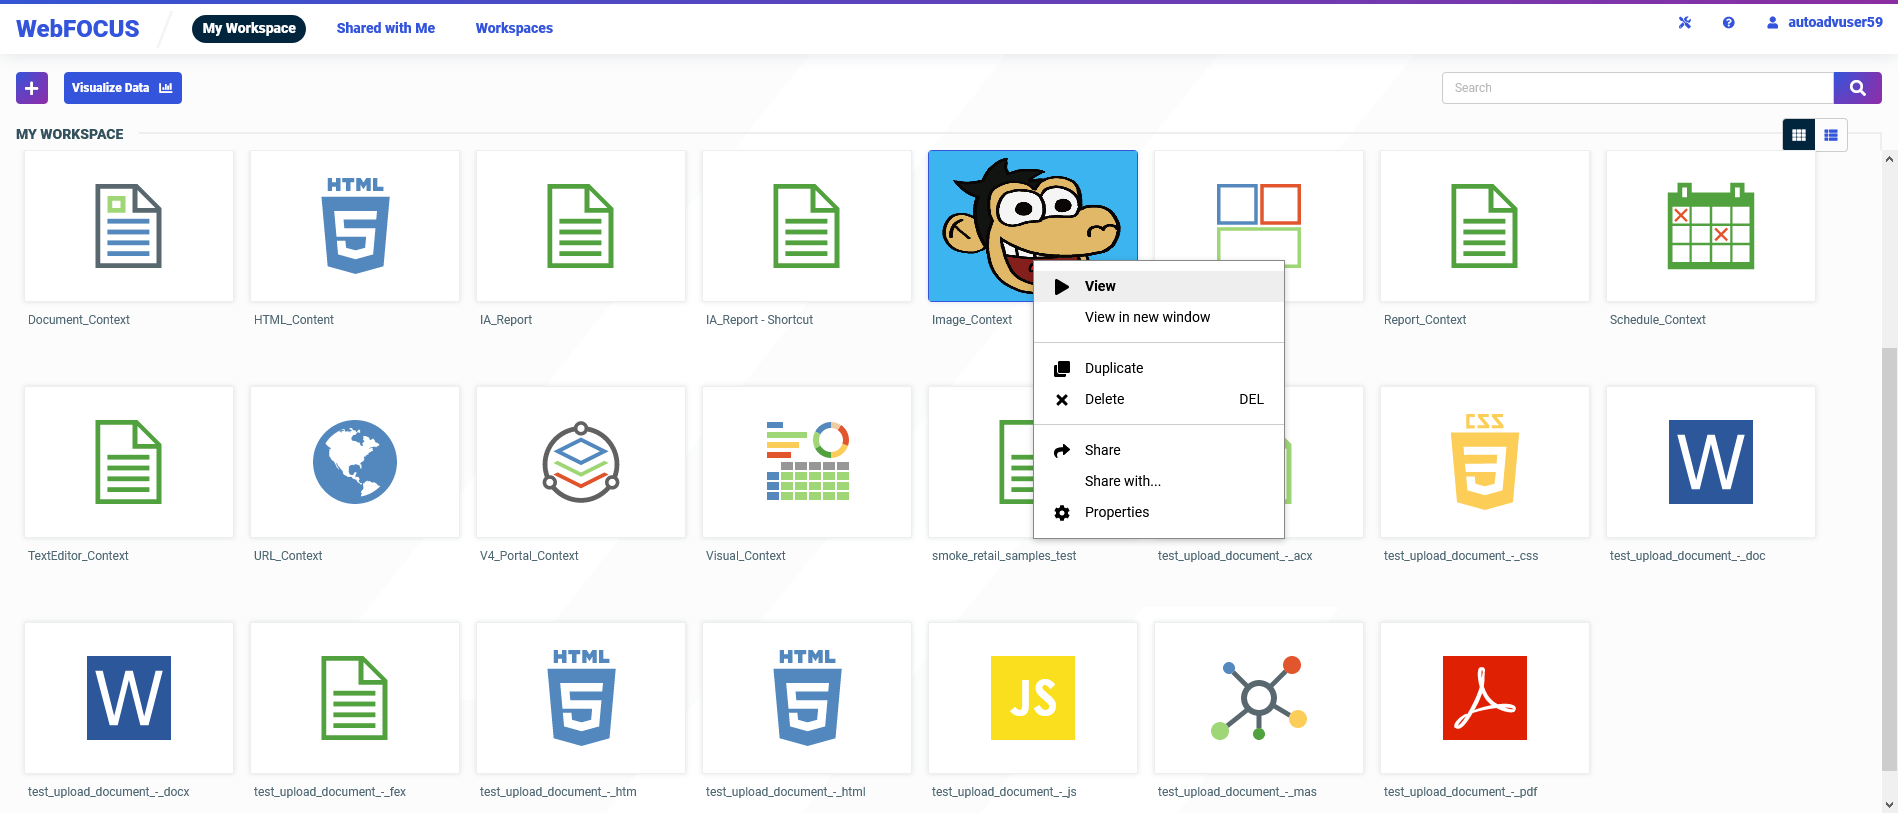 WebFOCUS
My Workspace
Shared with Me
Workspaces
autoadvuser59
Visualize Data
Search
MY WORKSPACE
HTML
Document_Context
HTML_Content
IA_Report
IA_Report - Shortcut
Image_Context
Report_Context
Schedule_Context
View
View in new window
Duplicate
Delete DEL
Share
Share with...
Properties
CSS
W
TextEditor_Context
URL_Context
V4_Portal_Context
Visual_Context
smoke_retail_samples_test
test_upload_document_-_acx
test_upload_document_-_css
test_upload_document_-_doc
W
HTML
HTML
JS
test_upload_document_-_docx
test_upload_document_-_fex
test_upload_document_-_htm
test_upload_document_-_html
test_upload_document_-_js
test_upload_document_-_mas
test_upload_document_-_pdf